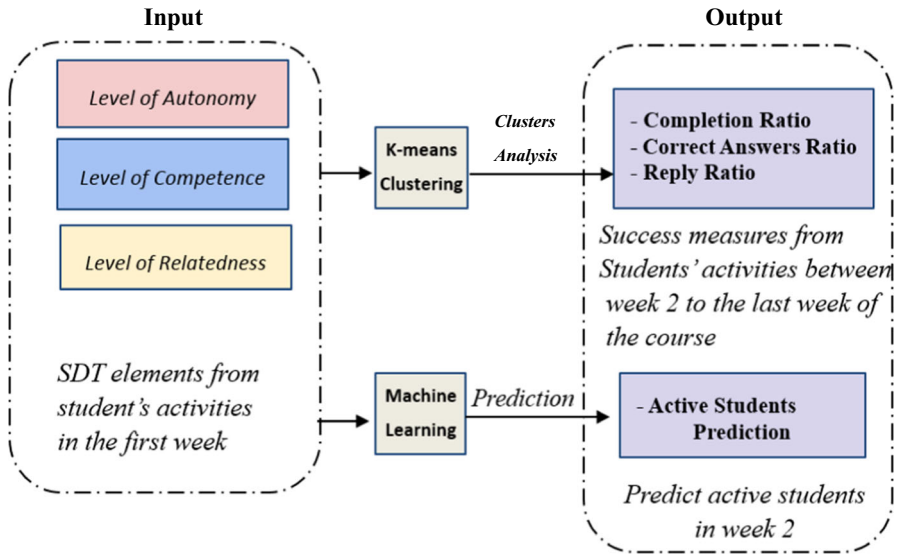 Input
Output
Level of Autonomy
Level of Competence
Level of Relatedness
SDT elements from
student's activities
in the first week
K-means
Clustering
Clusters
Analysis
Machine
Learning
Prediction
- Completion Ratio
- Correct Answers Ratio
- Reply Ratio
Success measures from
Students' activities between
week 2 to the last week of
the course
- Active Students
Prediction
Predict active students
in week 2